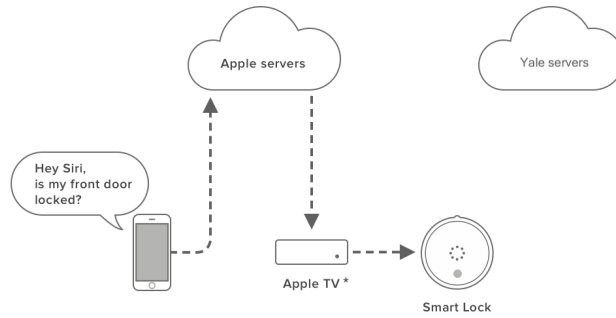 Apple servers
Yale servers
Hey Siri,
is my front door
locked?
Apple TV *
Smart Lock